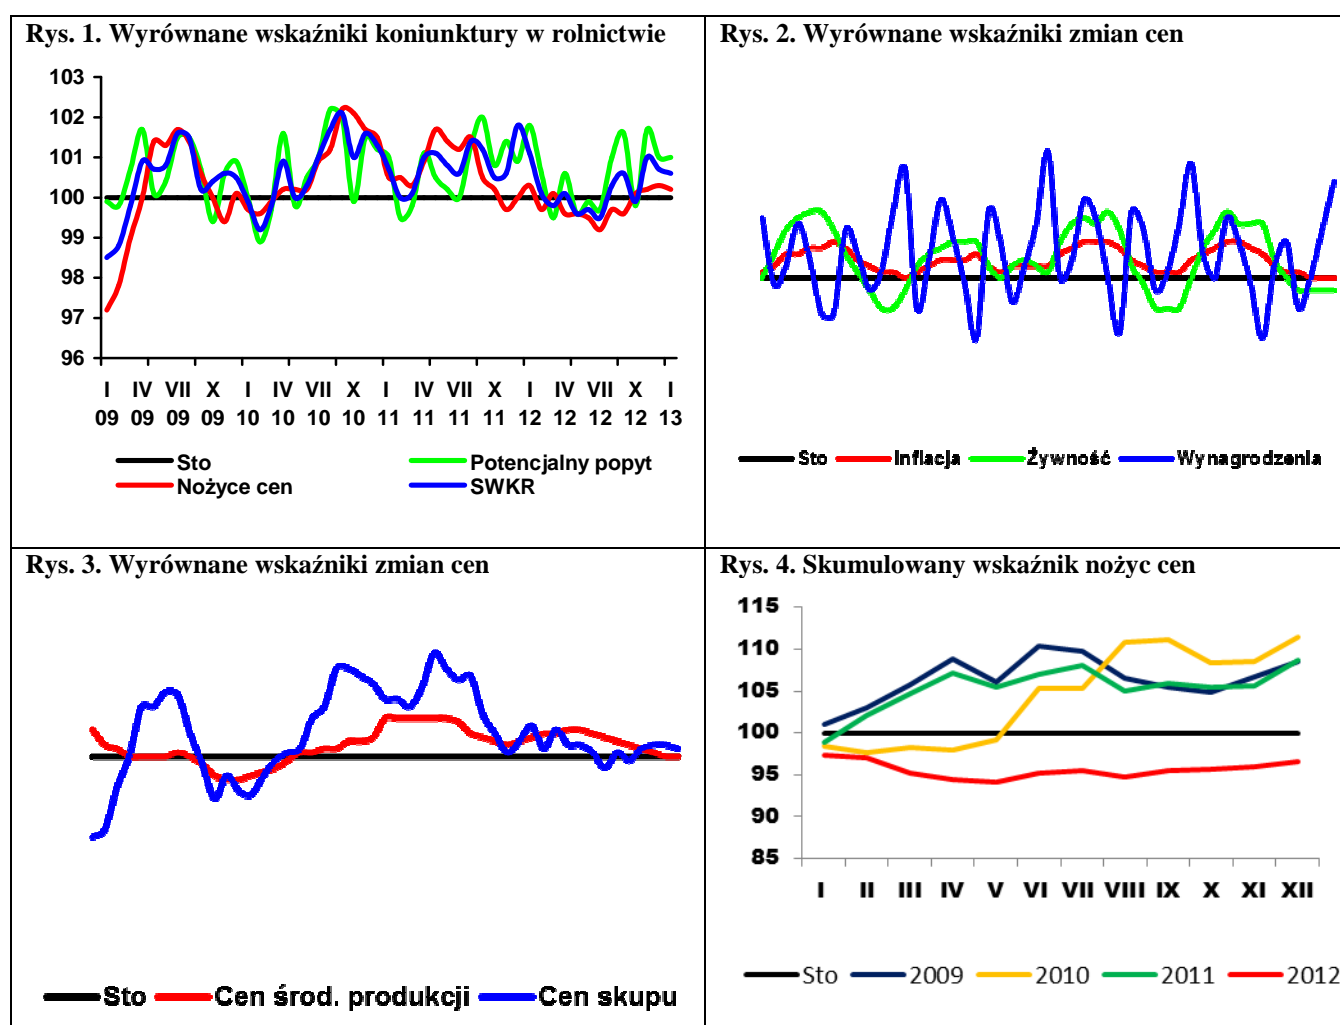 Rys. 1. Wyrównane wskaźniki koniunktury w rolnictwie
103
102
101
100
99
98
97
96
I IV VII X I IV VII X I IV VII X I IV VII X I
09 09 09 09 10 10 10 10 11 11 11 11 12 12 12 12 13
Sto Potencjalny popyt
Nożyce cen SWKR
Rys. 2. Wyrównane wskaźniki zmian cen
Sto Inflacja Żywność Wynagrodzenia
Rys. 3. Wyrównane wskaźniki zmian cen
Sto Cen środ. produkcji Cen skupu
Rys. 4. Skumulowany wskaźnik nożyc cen
115
110
105
100
95
90
85
I II III IV V VI VII VIII IX X XI XII
Sto 2009 2010 2011 2012